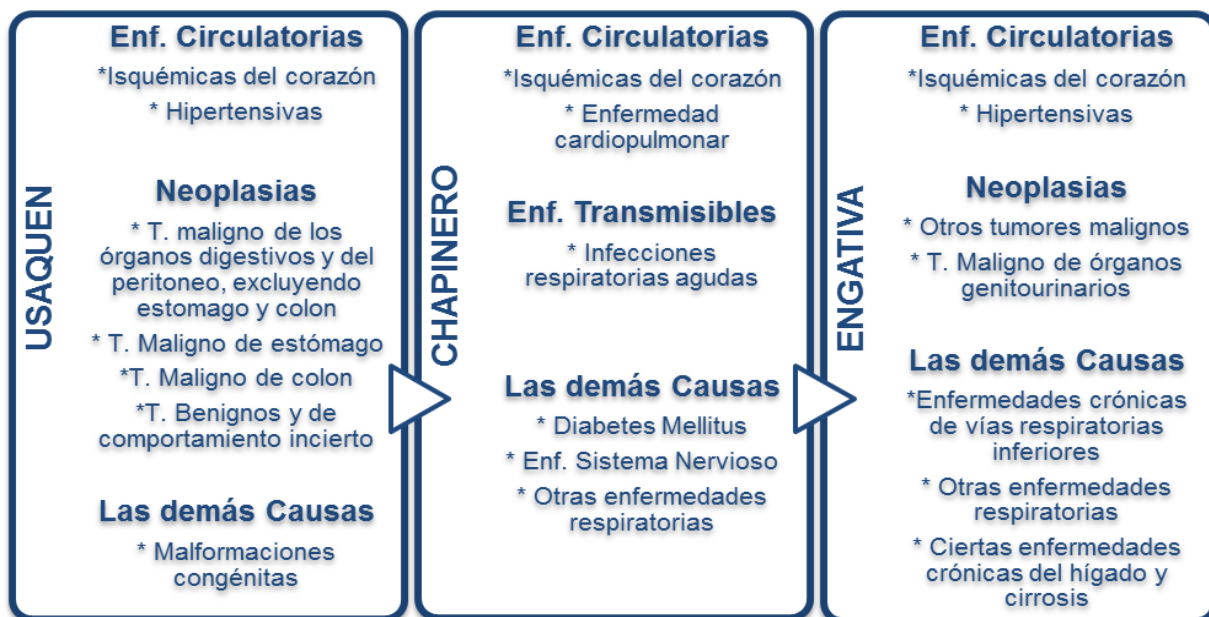 USAQUEN
Enf. Circulatorias
*Isquémicas del corazón
* Hipertensivas
Neoplasias
* T. maligno de los
órganos digestivos y del
peritoneo, excluyendo
estomago y colon
* T. Maligno de estómago
*T. Maligno de colon
*T. Benignos y de
comportamiento incierto
Las demás Causas
* Malformaciones
congénitas
CHAPINERO
Enf. Circulatorias
*Isquémicas del corazón
* Enfermedad
cardiopulmonar
Enf. Transmisibles
* Infecciones
respiratorias agudas
Las demás Causas
* Diabetes Mellitus
* Enf. Sistema Nervioso
* Otras enfermedades
respiratorias
ENGATIVA
Enf. Circulatorias
*Isquémicas del corazón
* Hipertensivas
Neoplasias
* Otros tumores malignos
* T. Maligno de órganos
genitourinarios
Las demás Causas
*Enfermedades crónicas
de vías respiratorias
inferiores
* Otras enfermedades
respiratorias
* Ciertas enfermedades
crónicas del hígado y
cirrosis